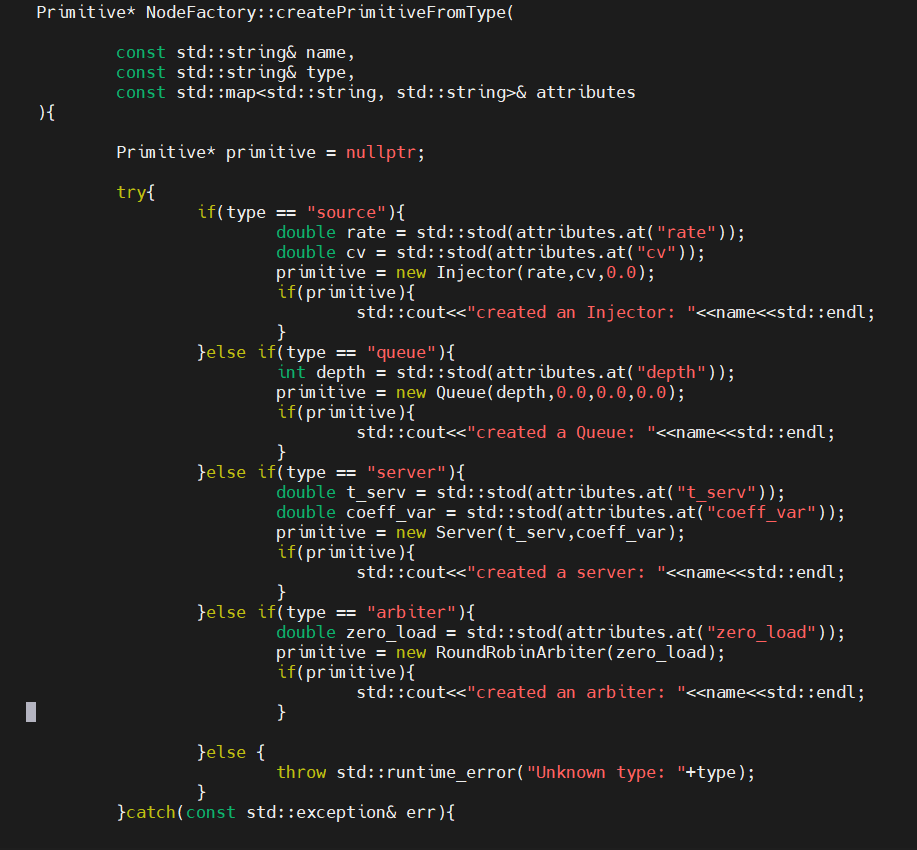 Primitive* NodeFactory::createPrimitiveFromType(
const std::string& name,
const std::string& type,
const std::map<std::string, std::string>& attributes
){
Primitive* primitive = nullptr;
try{
if(type == "source"){
double rate = std::stod(attributes.at("rate"));
double cv = std::stod(attributes.at("cv"));
primitive = new Injector(rate,cv,0.0);
if(primitive){
std::cout<<"created an Injector: "<<name<<std::endl;
}
}else if(type == "queue"){
int depth = std::stod(attributes.at("depth"));
primitive = new Queue(depth,0.0,0.0,0.0);
if(primitive){
std::cout<<"created a Queue: "<<name<<std::endl;
}
}else if(type == "server"){
double t_serv = std::stod(attributes.at("t_serv"));
double coeff_var = std::stod(attributes.at("coeff_var"));
primitive = new Server(t_serv,coeff_var);
if(primitive){
std::cout<<"created a server: "<<name<<std::endl;
}
}else if(type == "arbiter"){
double zero_load = std::stod(attributes.at("zero_load"));
primitive = new RoundRobinArbiter(zero_load);
if(primitive){
std::cout<<"created an arbiter: "<<name<<std::endl;
}
}else {
throw std::runtime_error("Unknown type: "+type);
}
}catch(const std::exception& err){